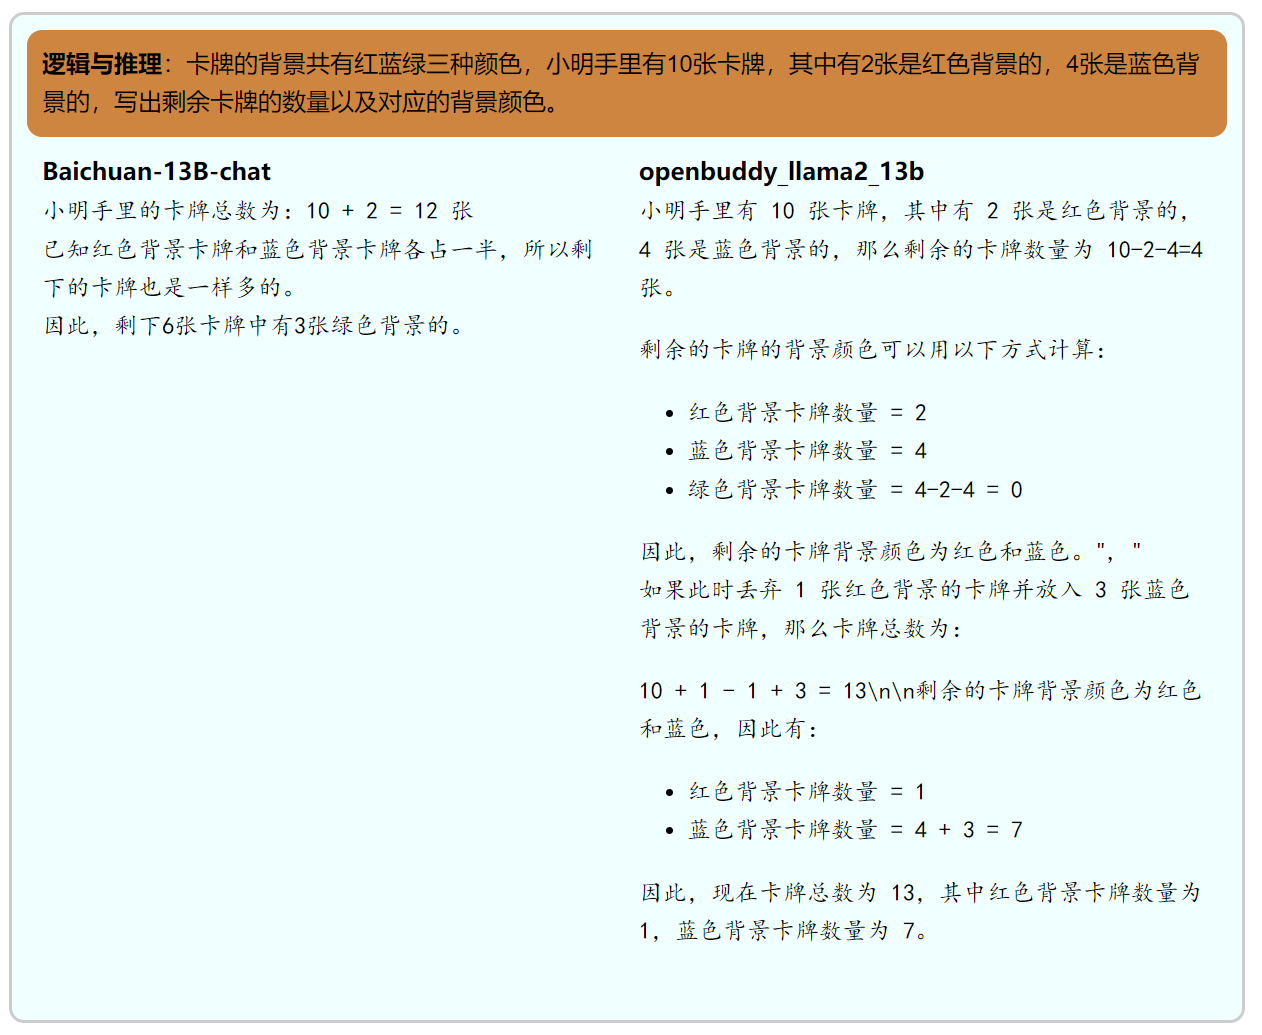 逻辑与推理：卡牌的背景共有红蓝绿三种颜色，小明手里有10张卡牌，其中有2张是红色背景的，4张是蓝色背
景的，写出剩余卡牌的数量以及对应的背景颜色。
Baichuan-13B-chat
小明手里的卡牌总数为：10 + 2 = 12 张
已知红色背景卡牌和蓝色背景卡牌各占一半，所以剩
下的卡牌也是一样多的。
因此，剩下6张卡牌中有3张绿色背景的。
openbuddy_llama2_13b
小明手里有 10 张卡牌，其中有 2 张是红色背景的，
4 张是蓝色背景的，那么剩余的卡牌数量为 10-2-4=4
张。
剩余的卡牌的背景颜色可以用以下方式计算：
• 红色背景卡牌数量 = 2
• 蓝色背景卡牌数量 = 4
• 绿色背景卡牌数量 = 4-2-4 = 0
因此，剩余的卡牌背景颜色为红色和蓝色。", "
如果此时丢弃 1 张红色背景的卡牌并放入 3 张蓝色
背景的卡牌，那么卡牌总数为：
10 + 1 - 1 + 3 = 13\n\n剩余的卡牌背景颜色为红色
和蓝色，因此有：
• 红色背景卡牌数量 = 1
• 蓝色背景卡牌数量 = 4 + 3 = 7
因此，现在卡牌总数为 13，其中红色背景卡牌数量为
1，蓝色背景卡牌数量为 7。